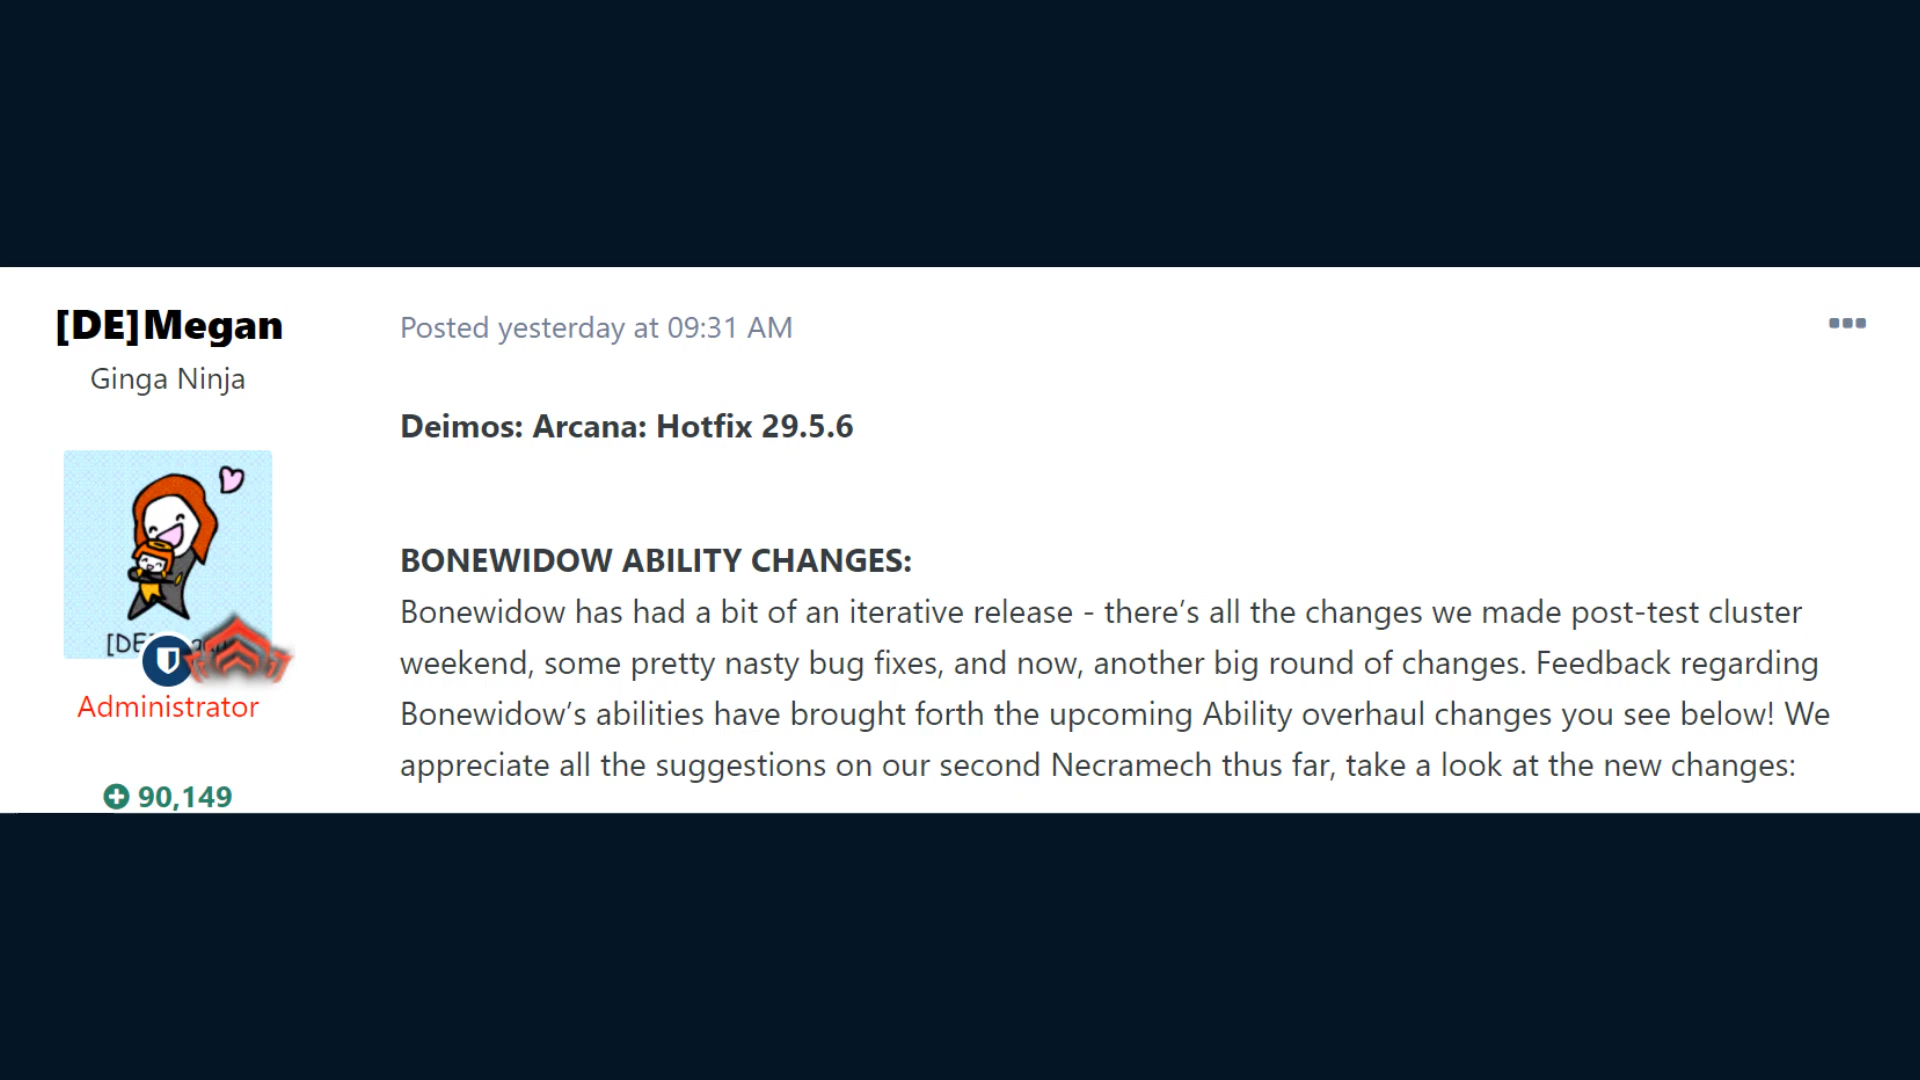 [DE]Megan
Ginga Ninja
[DE]
Administrator
90,149
Posted yesterday at 09:31 AM
Deimos: Arcana: Hotfix 29.5.6
BONEWIDOW ABILITY CHANGES:
Bonewidow has had a bit of an iterative release - there’s all the changes we made post-test cluster
weekend, some pretty nasty bug fixes, and now, another big round of changes. Feedback regarding
Bonewidow’s abilities have brought forth the upcoming Ability overhaul changes you see below! We
appreciate all the suggestions on our second Necramech thus far, take a look at the new changes: